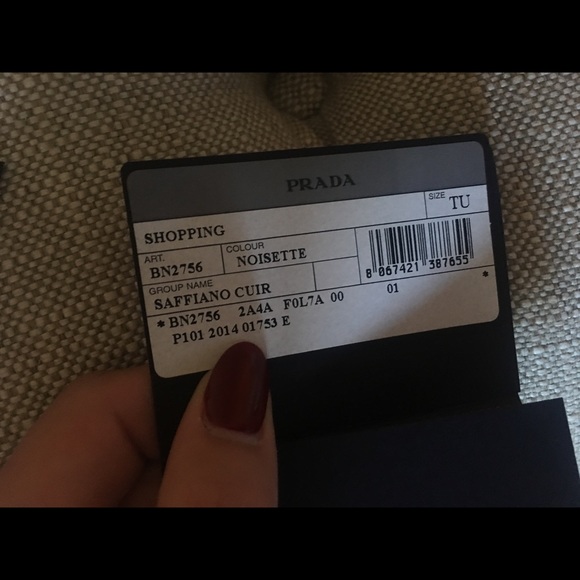 PRADA
SIZE TU
SHOPPING
ART. COLOUR
BN2756 NOISETTE
8 067421 387655
GROUP NAME
SAFFIANO CUIR
* BN2756 2A4A F0L7A 00 01 *
P101 2014 01753 E